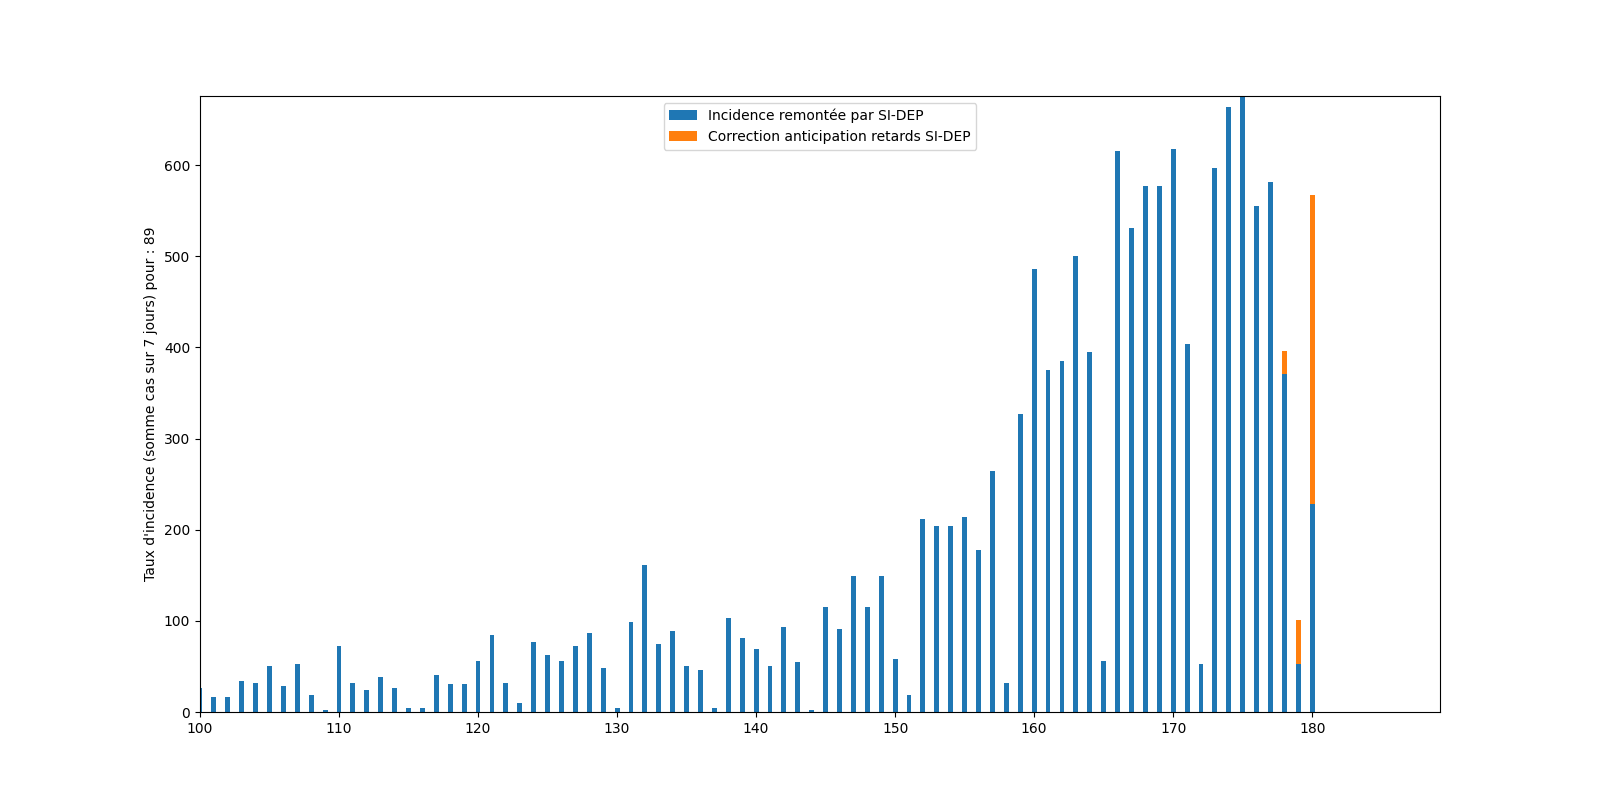 Incidence remontée par SI-DEP
Correction anticipation retards SI-DEP
Taux d'incidence (somme cas sur 7 jours) pour : 89
600
500
400
300
200
100
0
100 110 120 130 140 150 160 170 180